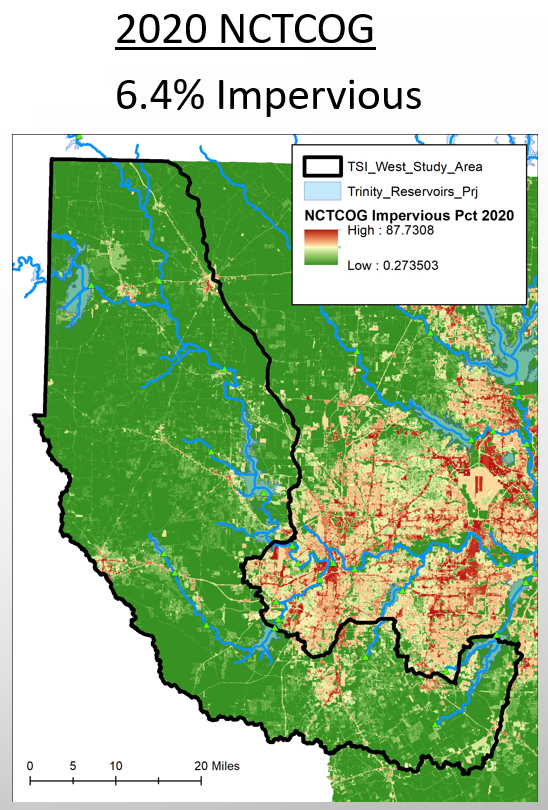 2020 NCTCOG
6.4% Impervious
TSI_West_Study_Area
Trinity_Reservoirs_Prj
NCTCOG Impervious Pct 2020
High : 87.7308
Low : 0.273503
0 5 10 20 Miles